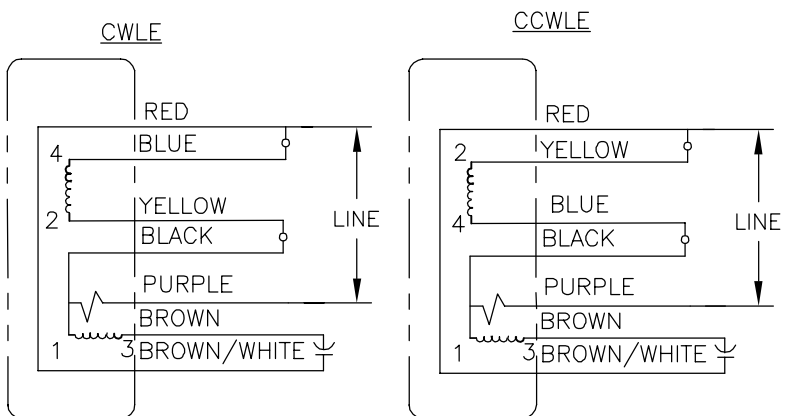 CWLE
RED
4
BLUE
LINE
2
YELLOW
BLACK
PURPLE
BROWN
1
3
BROWN/WHITE
CCWLE
RED
2
YELLOW
BLUE
4
LINE
BLACK
PURPLE
BROWN
1
3
BROWN/WHITE